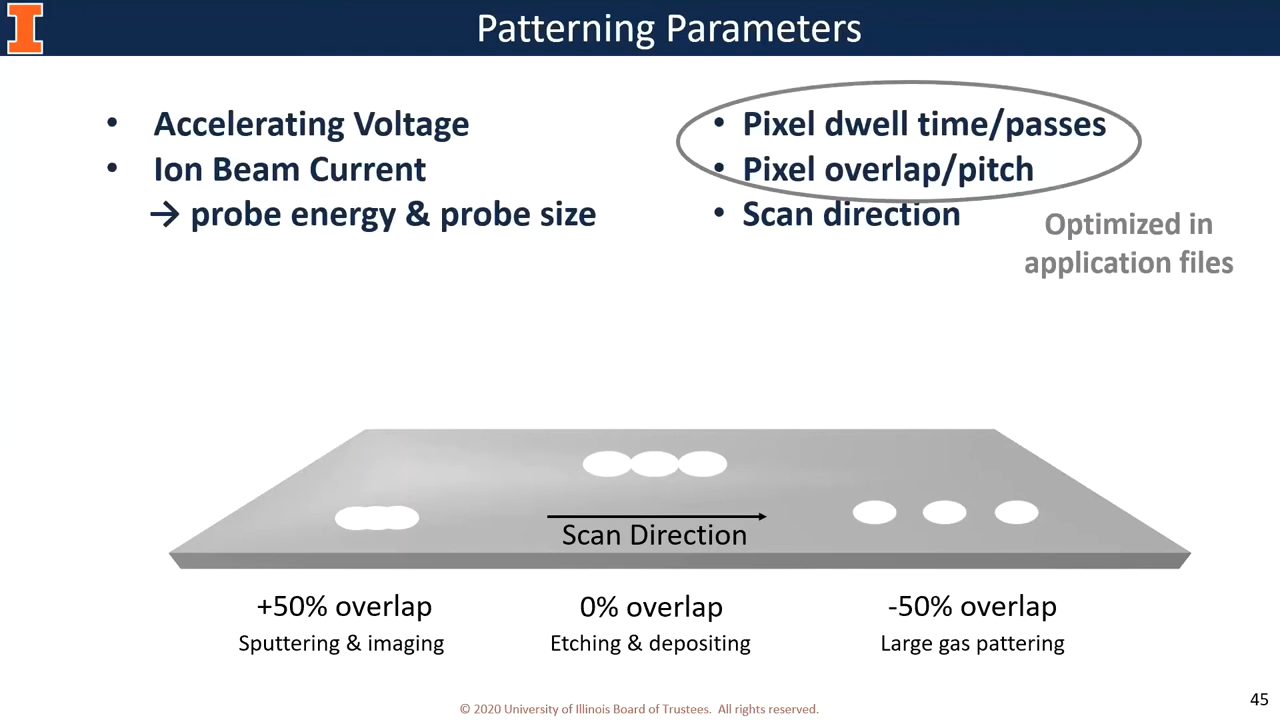 Patterning Parameters
• Accelerating Voltage
• Ion Beam Current
→ probe energy & probe size
• Pixel dwell time/passes
• Pixel overlap/pitch
• Scan direction
Optimized in
application files
Scan Direction
+50% overlap
Sputtering & imaging
0% overlap
Etching & depositing
-50% overlap
Large gas pattering
© 2020 University of Illinois Board of Trustees. All rights reserved.
45